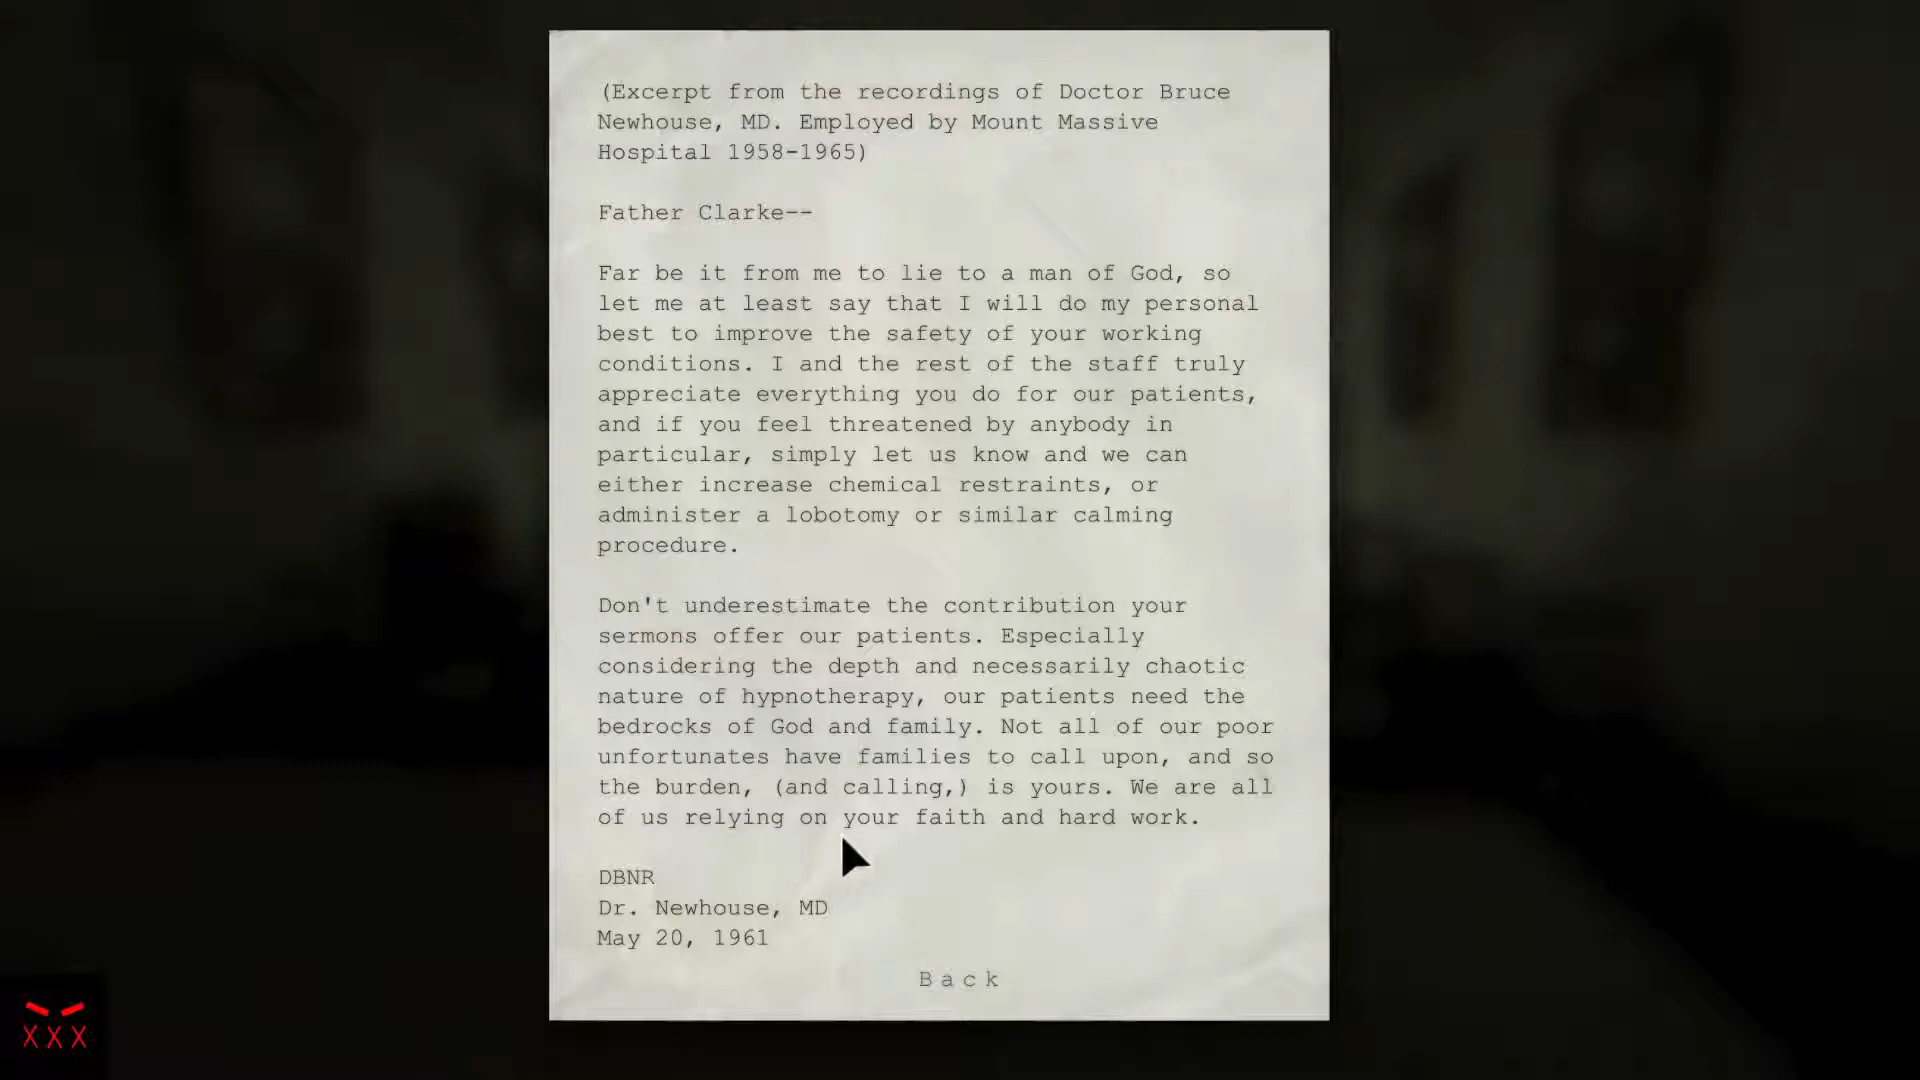 (Excerpt from the recordings of Doctor Bruce
Newhouse, MD. Employed by Mount Massive
Hospital 1958-1965)
Father Clarke--
Far be it from me to lie to a man of God, so
let me at least say that I will do my personal
best to improve the safety of your working
conditions. I and the rest of the staff truly
appreciate everything you do for our patients,
and if you feel threatened by anybody in
particular, simply let us know and we can
either increase chemical restraints, or
administer a lobotomy or similar calming
procedure.
Don't underestimate the contribution your
sermons offer our patients. Especially
considering the depth and necessarily chaotic
nature of hypnotherapy, our patients need the
bedrocks of God and family. Not all of our poor
unfortunates have families to call upon, and so
the burden, (and calling,) is yours. We are all
of us relying on your faith and hard work.
DBNR
Dr. Newhouse, MD
May 20, 1961
Back
XXX